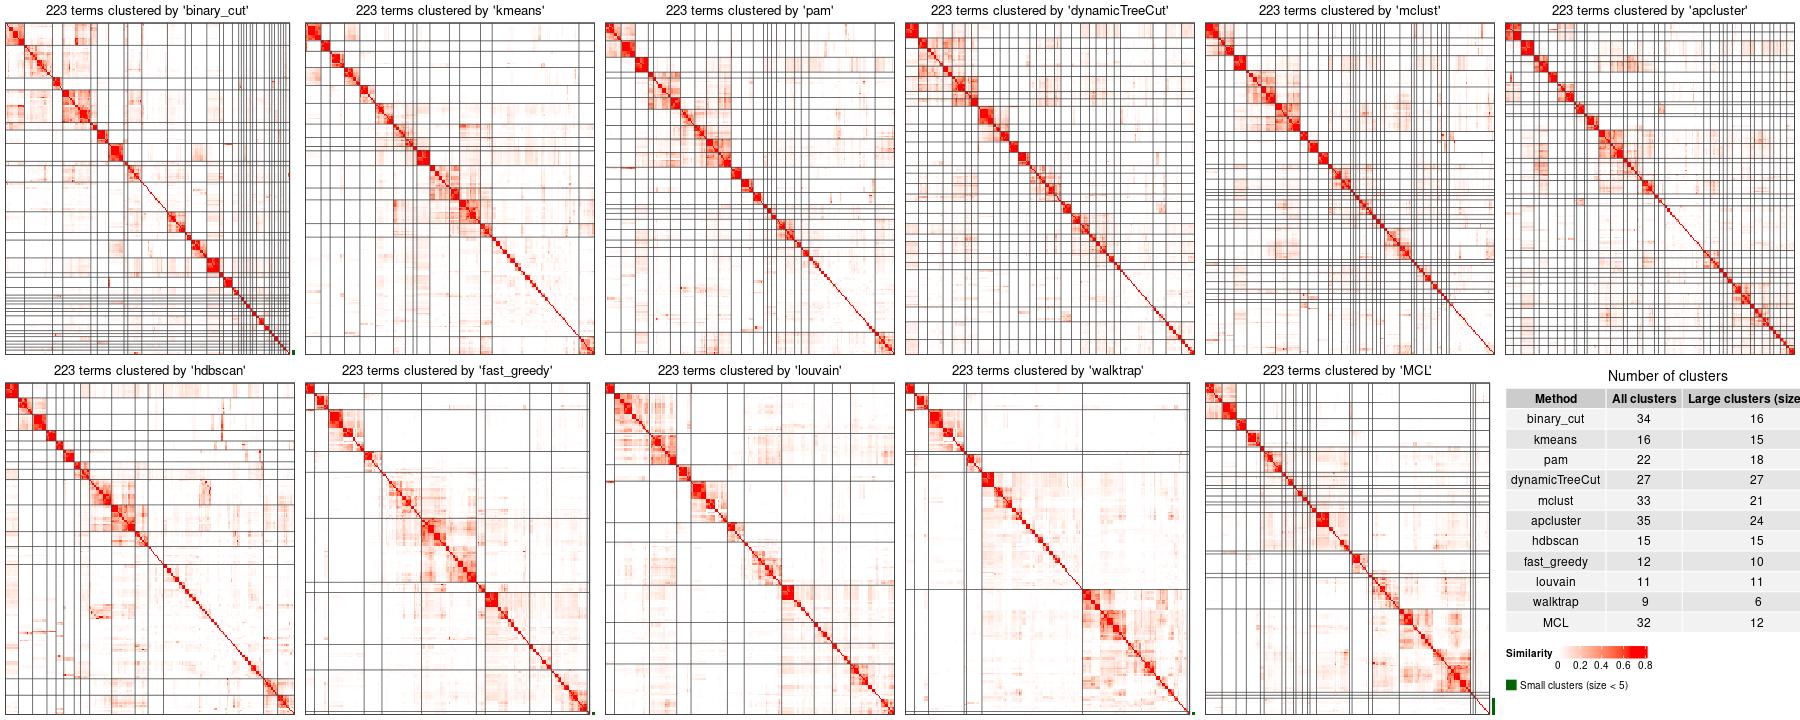 223 terms clustered by 'binary_cut'
223 terms clustered by 'kmeans'
223 terms clustered by 'pam'
223 terms clustered by 'dynamicTreeCut'
223 terms clustered by 'mclust'
223 terms clustered by 'apcluster'
223 terms clustered by 'hdbscan'
223 terms clustered by 'fast_greedy'
223 terms clustered by 'louvain'
223 terms clustered by 'walktrap'
223 terms clustered by 'MCL'
Number of clusters
Method All clusters Large clusters (size
binary_cut 34 16
kmeans 16 15
pam 22 18
dynamicTreeCut 27 27
mclust 33 21
apcluster 35 24
hdbscan 15 15
fast_greedy 12 10
louvain 11 11
walktrap 9 6
MCL 32 12
Similarity
0 0.2 0.4 0.6 0.8
Small clusters (size < 5)